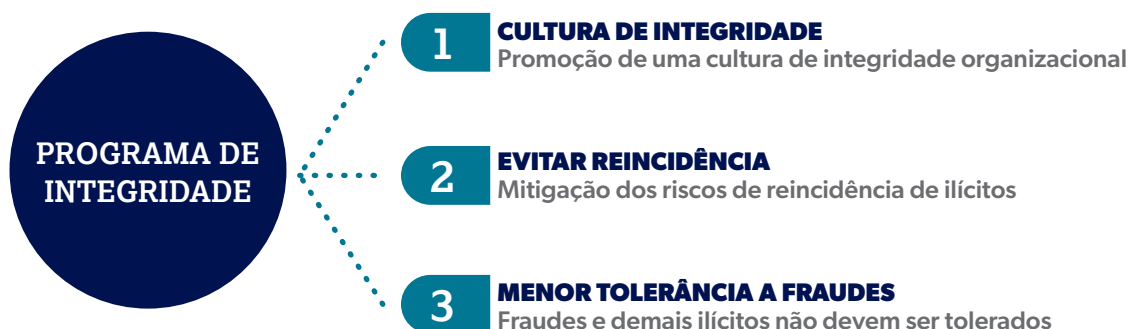 PROGRAMA DE
INTEGRIDADE
1
CULTURA DE INTEGRIDADE
Promoção de uma cultura de integridade organizacional
2
EVITAR REINCIDÊNCIA
Mitigação dos riscos de reincidência de ilícitos
3
MENOR TOLERÂNCIA A FRAUDES
Fraudes e demais ilícitos não devem ser tolerados